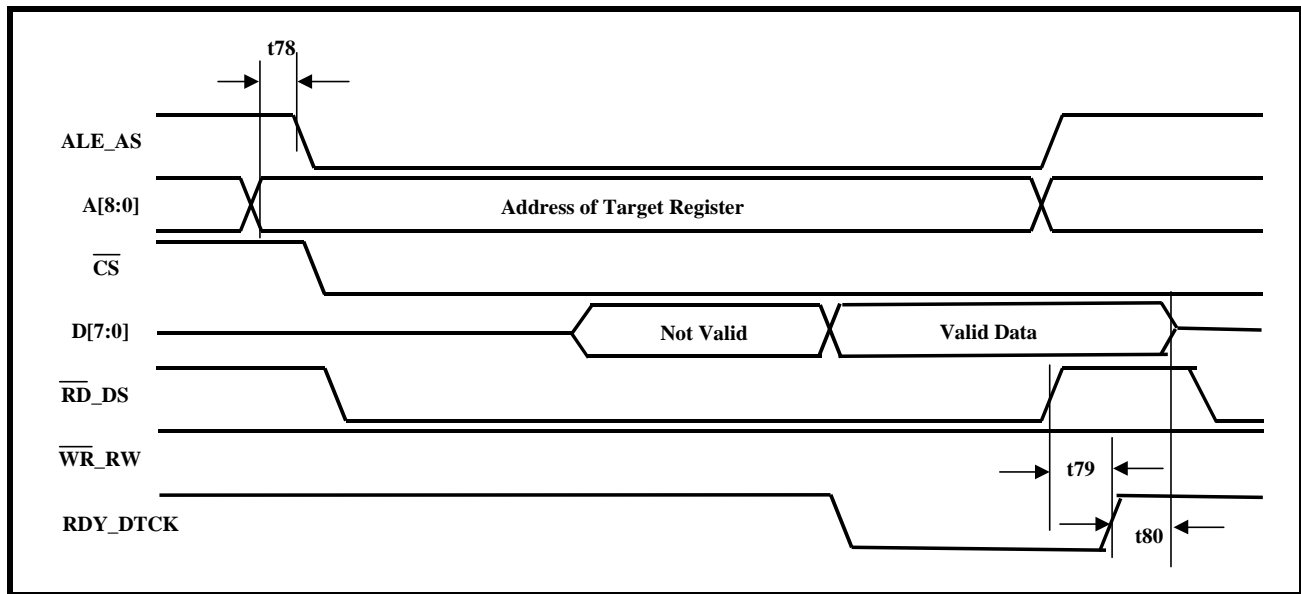 t78
ALE_AS
A[8:0]
Address of Target Register
CS
D[7:0]
Not Valid
Valid Data
RD_DS
WR_RW
t79
RDY_DTCK
t80